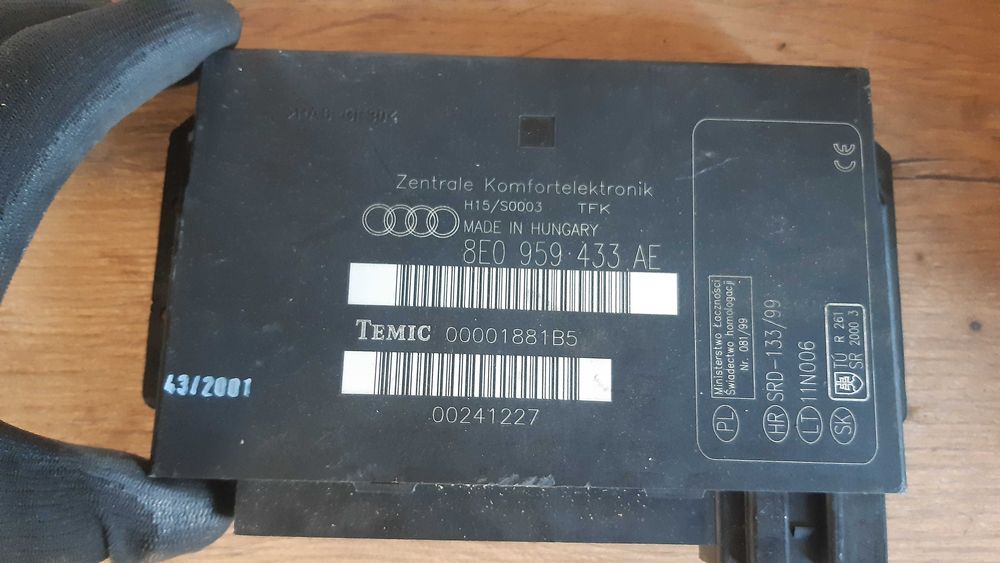 Zentrale Komfortelektronik
H15/S0003 TFK
MADE IN HUNGARY
8E0 959 433 AE
TEMIC 00001881B5
00241227
43/2001
CE
PL
Ministerstwo Łączności
Świadectwo homologacji
Nr. 081/99
HR SRD-133/99
LT 11N006
SK
TÚ R 261
SR 2000 3